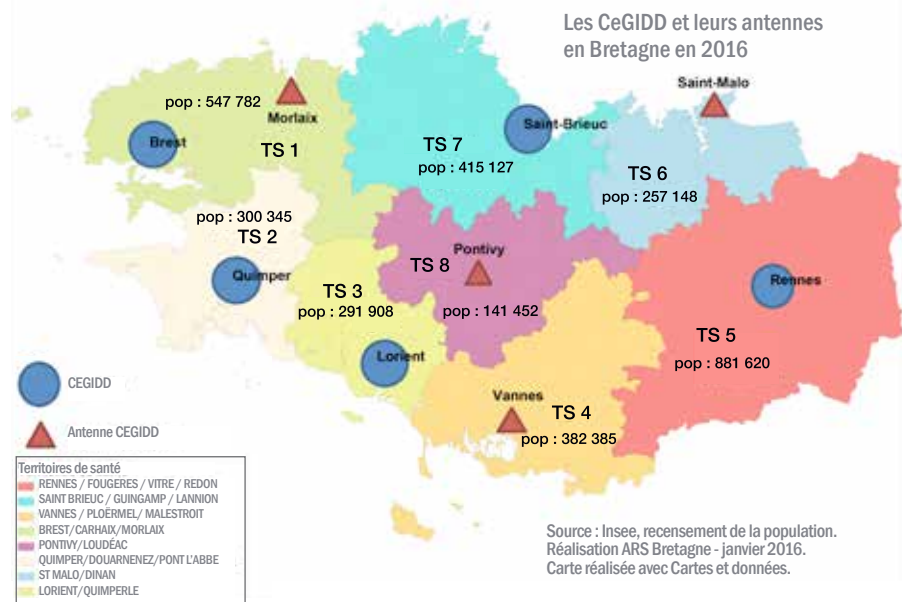 Les CeGIDD et leurs antennes
en Bretagne en 2016
Saint-Malo
pop : 547 782
Morlaix
Brest
TS 1
Saint-Brieuc
TS 7
pop : 415 127
TS 6
pop : 257 148
pop : 300 345
TS 2
Quimper
Pontivy
TS 8
pop : 141 452
TS 3
pop : 291 908
Rennes
TS 5
pop : 881 620
Lorient
Vannes
TS 4
pop : 382 385
CEGIDD
Antenne CEGIDD
Territoires de santé
RENNES / FOUGERES / VITRE / REDON
SAINT BRIEUC / GUINGAMP / LANNION
VANNES / PLOËRMEL / MALESTROIT
BREST/CARHAIX/MORLAIX
PONTIVY/LOUDÉAC
QUIMPER/DOUARNENEZ/PONT L'ABBE
ST MALO/DINAN
LORIENT/QUIMPERLE
Source : Insee, recensement de la population.
Réalisation ARS Bretagne - janvier 2016.
Carte réalisée avec Cartes et données.